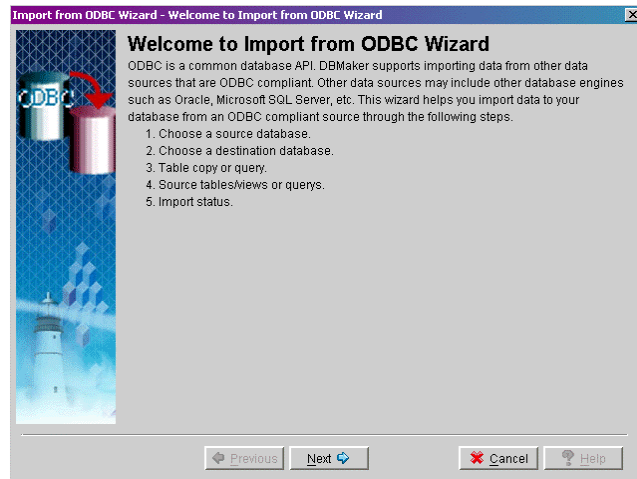 Import from ODBC Wizard - Welcome to Import from ODBC Wizard
Welcome to Import from ODBC Wizard
ODBC is a common database API. DBMaker supports importing data from other data
sources that are ODBC compliant. Other data sources may include other database engines
such as Oracle, Microsoft SQL Server, etc. This wizard helps you import data to your
database from an ODBC compliant source through the following steps.
1. Choose a source database.
2. Choose a destination database.
3. Table copy or query.
4. Source tables/views or querys.
5. Import status.
ODBC
Previous
Next
Cancel
Help